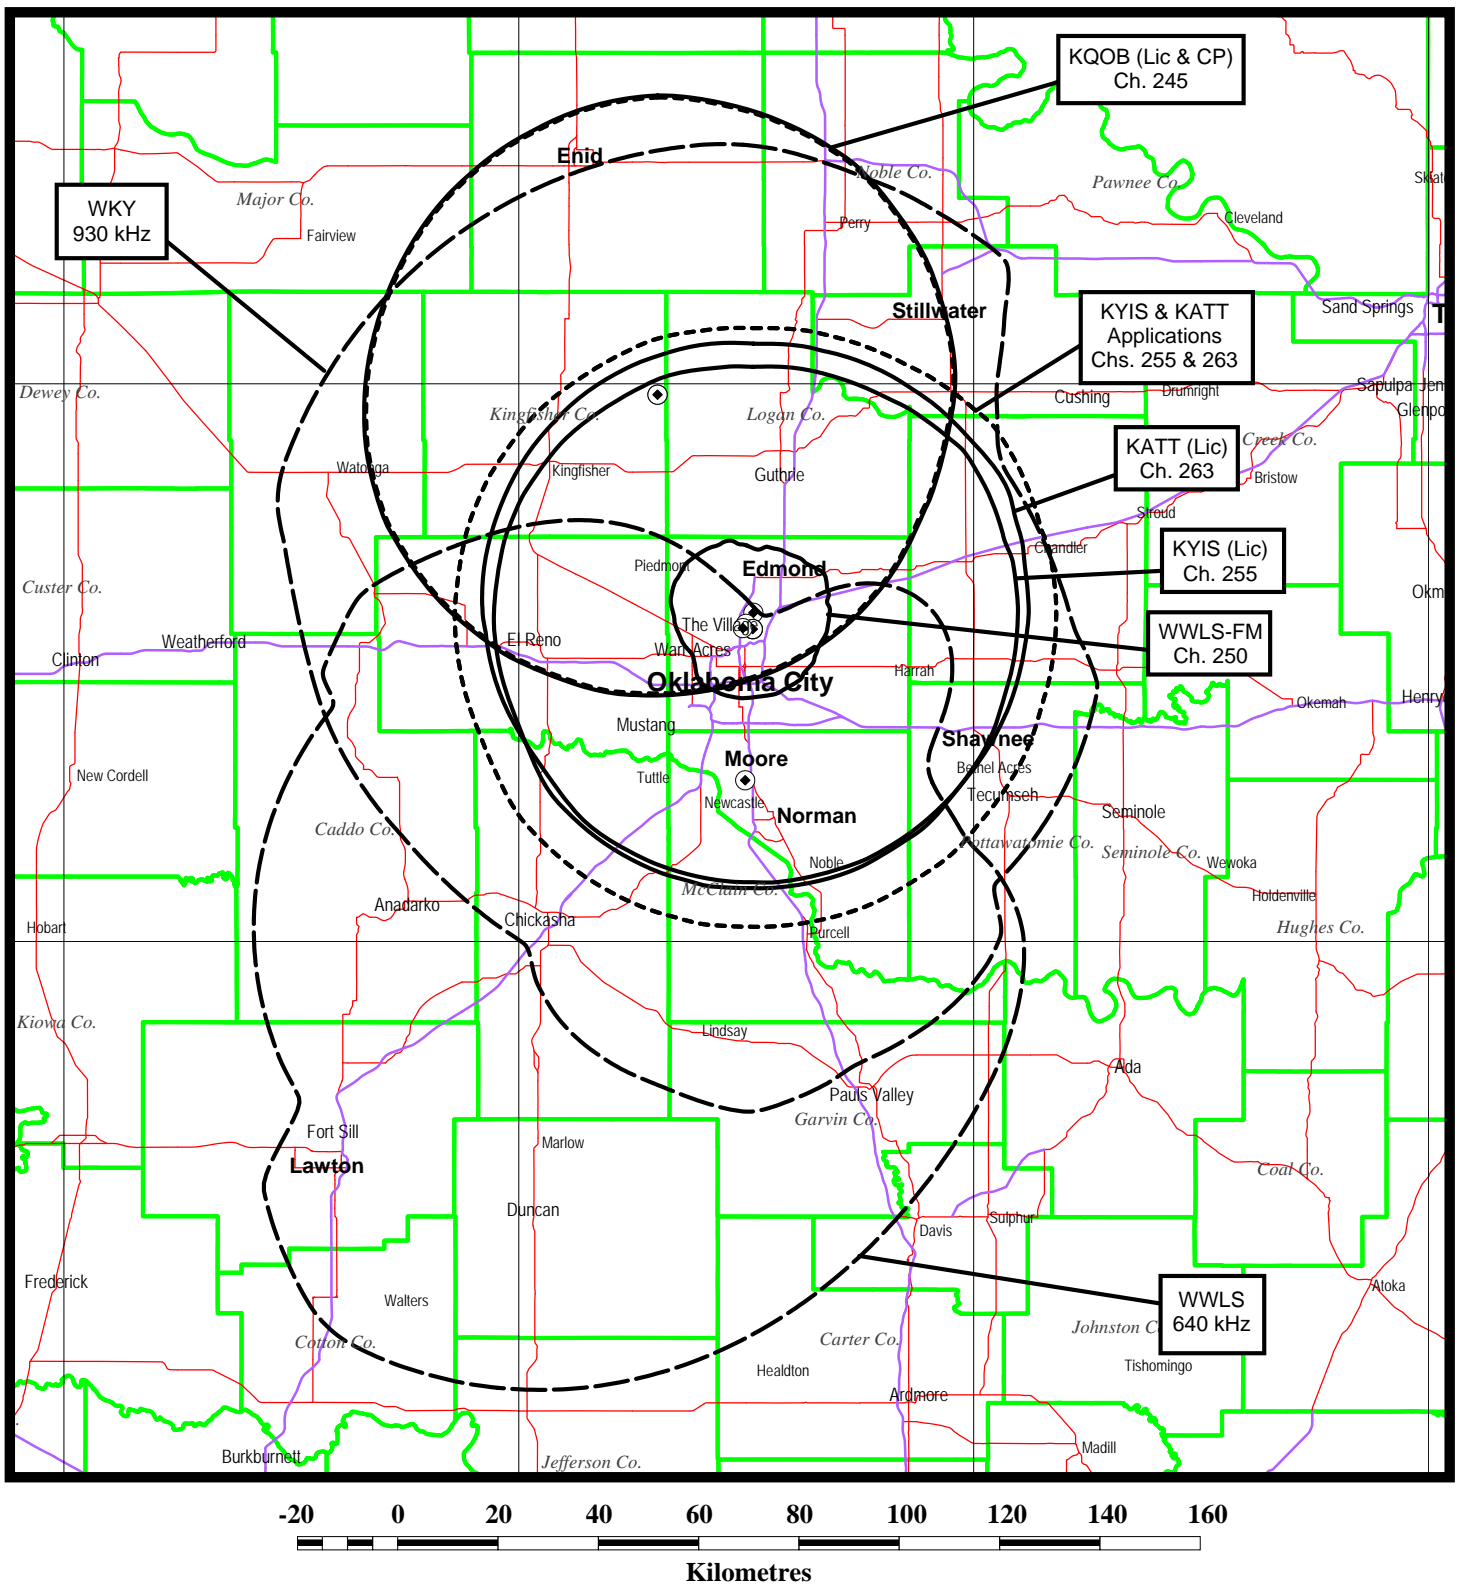 KQOB (Lic & CP)
Ch. 245
Enid
Noble Co.
Pawnee Co.
Major Co.
WKY
930 kHz
Fairview
Perry
Cleveland
Stillwater
KYIS & KATT
Applications
Chs. 255 & 263
Sand Springs
T
Dewey Co.
Kingfisher Co.
Logan Co.
Cushing
Drumright
Sapulpa
Jen
Glenpo
KATT (Lic)
Ch. 263
Creek Co.
Watonga
Kingfisher
Guthrie
Bristow
Stroud
KYIS (Lic)
Ch. 255
Chandler
Piedmont
Edmond
Custer Co.
Okm
The Villa
WWLS-FM
Ch. 250
Weatherford
El Reno
Warr Acres
Clinton
Harrah
Oklahoma City
Okemah
Henry
Mustang
Shawnee
Moore
Bethel Acres
New Cordell
Tuttle
Newcastle
Tecumseh
Norman
Seminole
Caddo Co.
Pottawatomie Co.
Seminole Co.
Noble
Wewoka
McClain Co.
Holdenville
Anadarko
Chickasha
Hobart
Purcell
Hughes Co.
Kiowa Co.
Lindsay
Ada
Pauls Valley
Garvin Co.
Fort Sill
Marlow
Lawton
Coal Co.
Duncan
Sulphur
Davis
Frederick
Walters
WWLS
640 kHz
Atoka
Cotton Co.
Carter Co.
Johnston C
Healdton
Tishomingo
Ardmore
Madill
Burkburnett
Jefferson Co.
-20 0 20 40 60 80 100 120 140 160
Kilometres